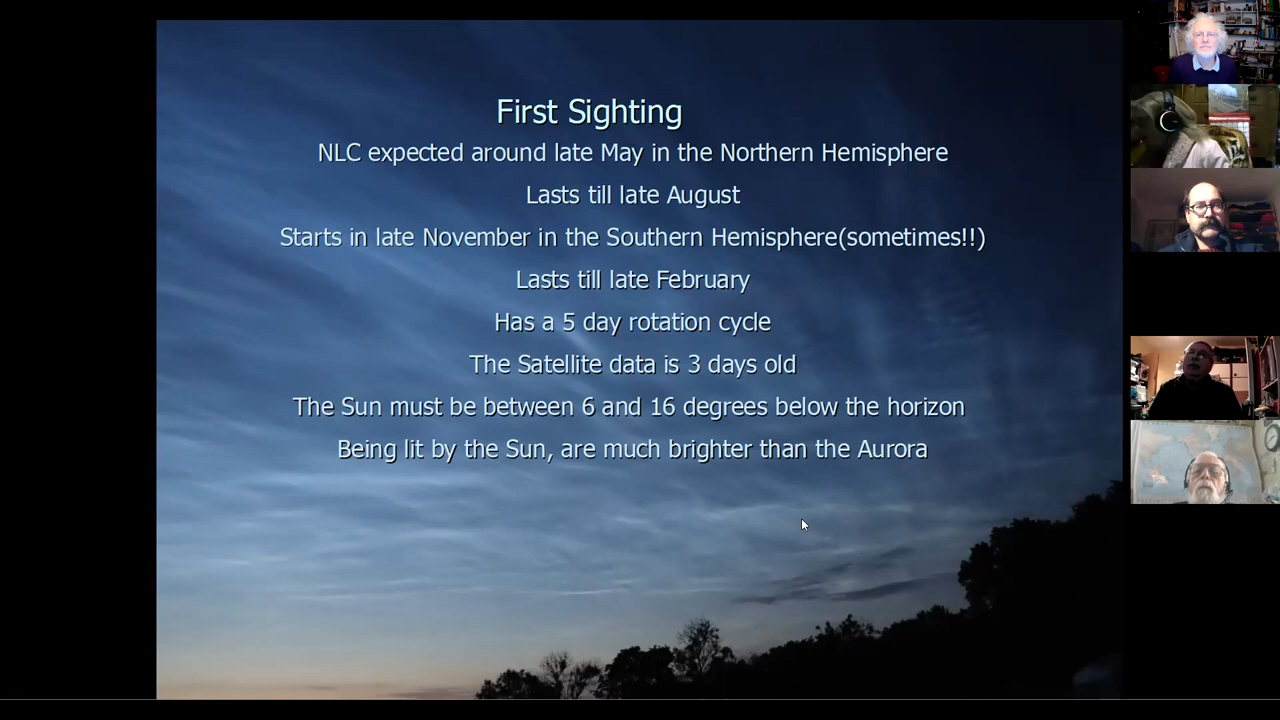 First Sighting
NLC expected around late May in the Northern Hemisphere
Lasts till late August
Starts in late November in the Southern Hemisphere(sometimes!!)
Lasts till late February
Has a 5 day rotation cycle
The Satellite data is 3 days old
The Sun must be between 6 and 16 degrees below the horizon
Being lit by the Sun, are much brighter than the Aurora